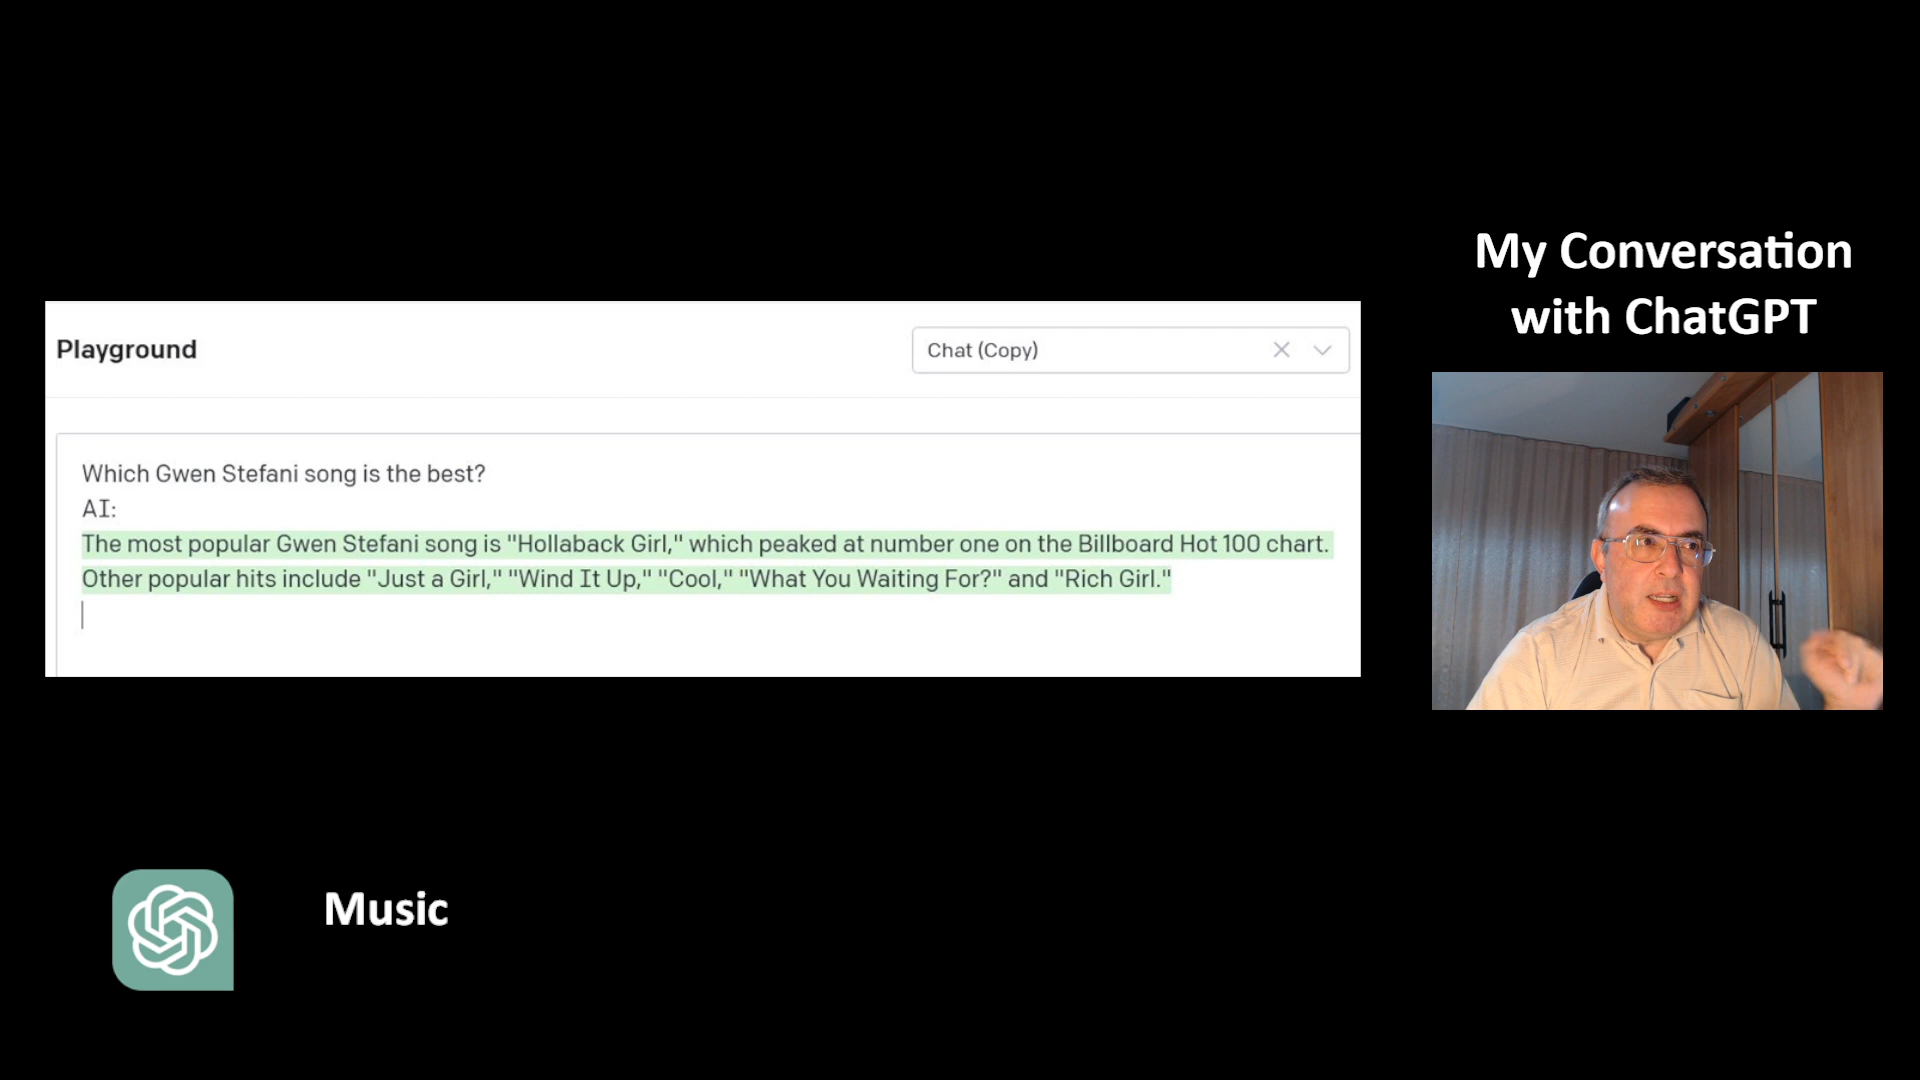 My Conversation
with ChatGPT
Playground
Chat (Copy)
Which Gwen Stefani song is the best?
AI:
The most popular Gwen Stefani song is "Hollaback Girl," which peaked at number one on the Billboard Hot 100 chart.
Other popular hits include "Just a Girl," "Wind It Up," "Cool," "What You Waiting For?" and "Rich Girl."
Music